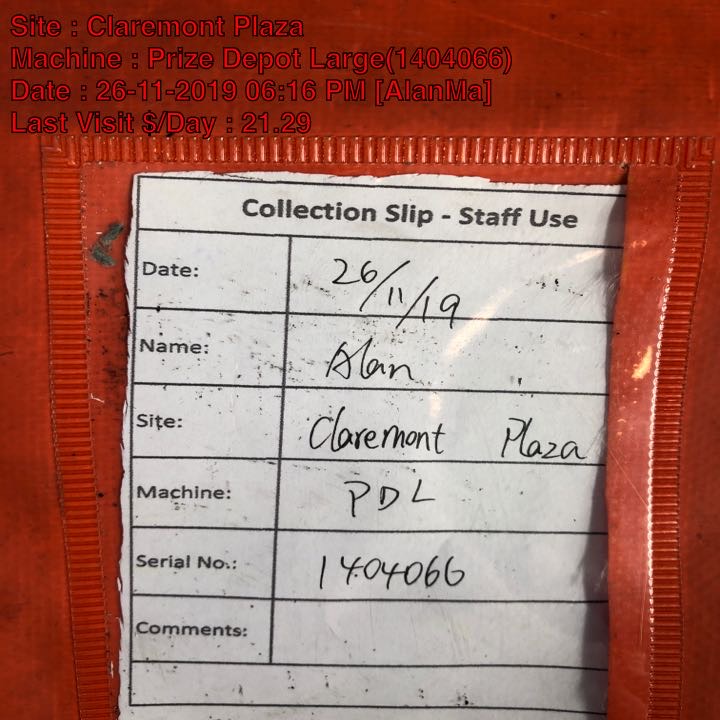 Site : Claremont Plaza
Machine : Prize Depot Large(1404066)
Date : 26-11-2019 06:16 PM [AlanMa]
Last Visit $/Day : 21.29
Collection Slip - Staff Use
Date: 26/11/19
Name: Alan
Site: Claremont Plaza
Machine: PDL
Serial No.: 1404066
Comments: